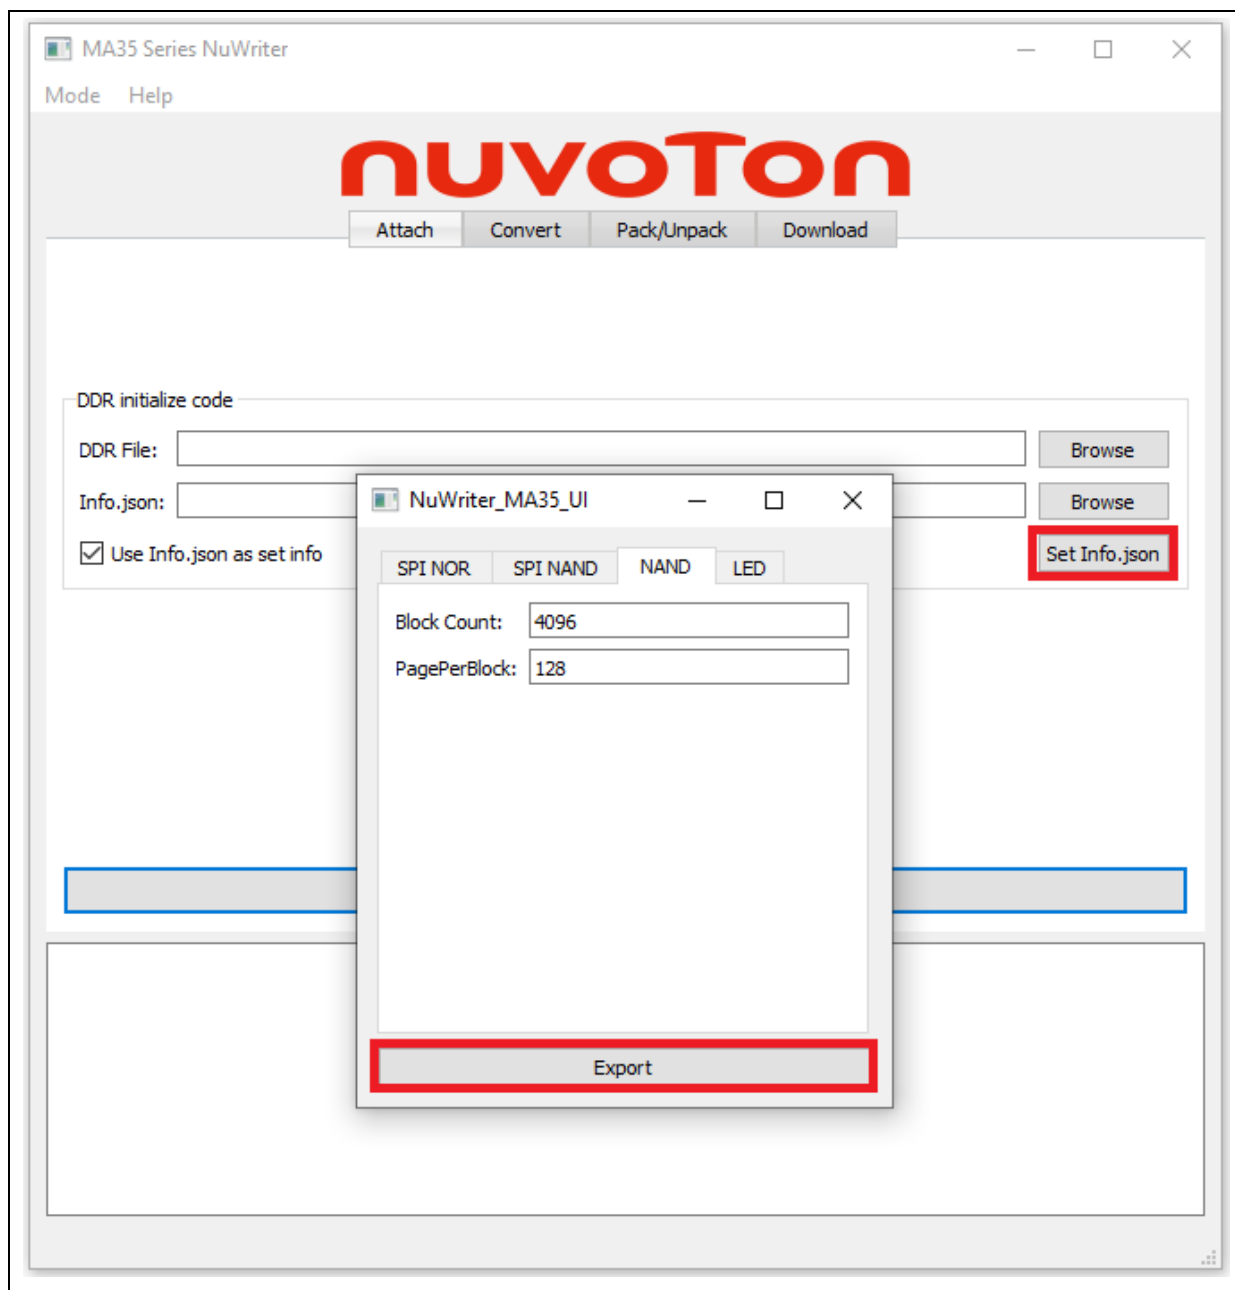 MA35 Series NuWriter
Mode Help
nuvoTon
Attach Convert Pack/Unpack Download
DDR initialize code
DDR File: Browse
Info.json: Browse
Use Info.json as set info Set Info.json
NuWriter_MA35_UI
SPI NOR SPI NAND NAND LED
Block Count: 4096
PagePerBlock: 128
Export